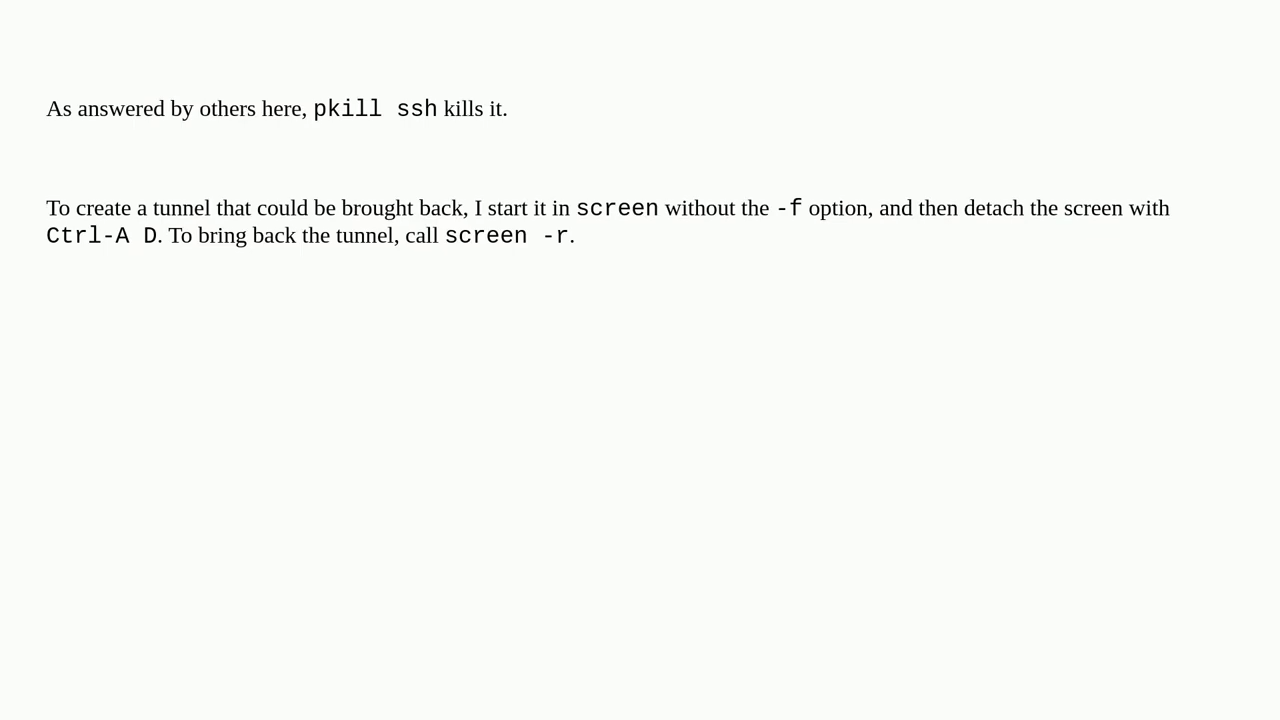 As answered by others here, pkill ssh kills it.
To create a tunnel that could be brought back, I start it in screen without the -f option, and then detach the screen with
Ctrl-A D. To bring back the tunnel, call screen -r.